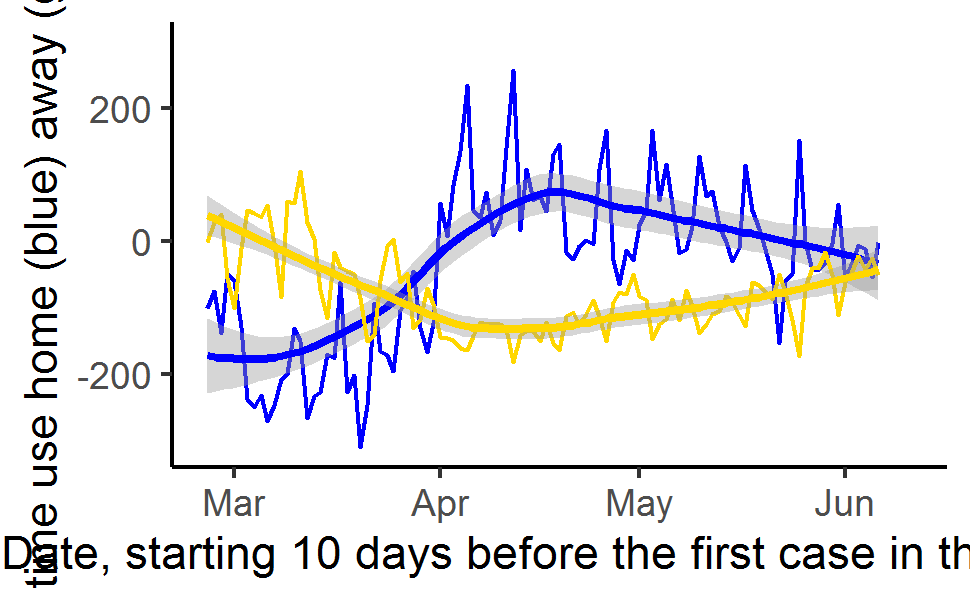 time use home (blue) away (
200
0
-200
Mar Apr May Jun
Date, starting 10 days before the first case in th